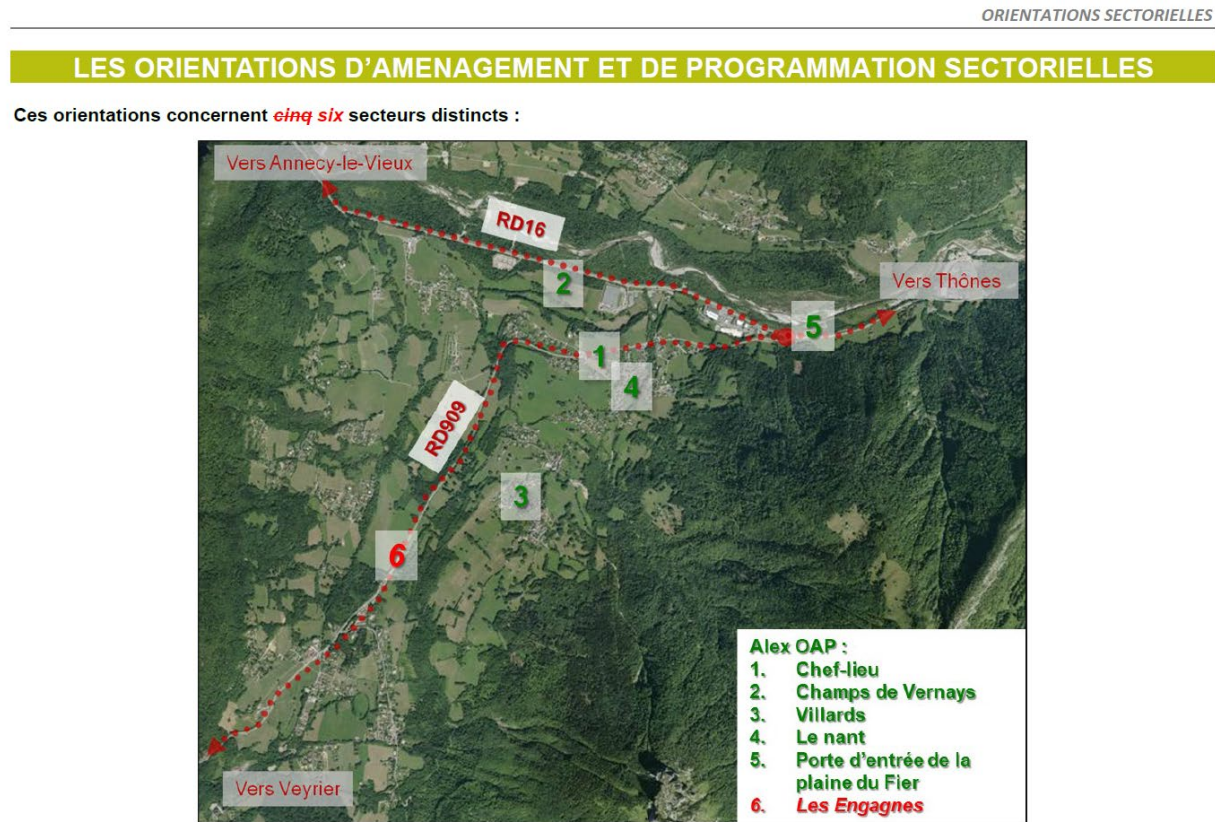 ORIENTATIONS SECTORIELLES
LES ORIENTATIONS D'AMENAGEMENT ET DE PROGRAMMATION SECTORIELLES
Ces orientations concernent cinq six secteurs distincts :
Vers Annecy-le-Vieux
RD16
2
Vers Thônes
5
1
4
RD909
3
6
Vers Veyrier
Alex OAP :
1. Chef-lieu
2. Champs de Vernays
3. Villards
4. Le nant
5. Porte d'entrée de la
plaine du Fier
6. Les Engagnes